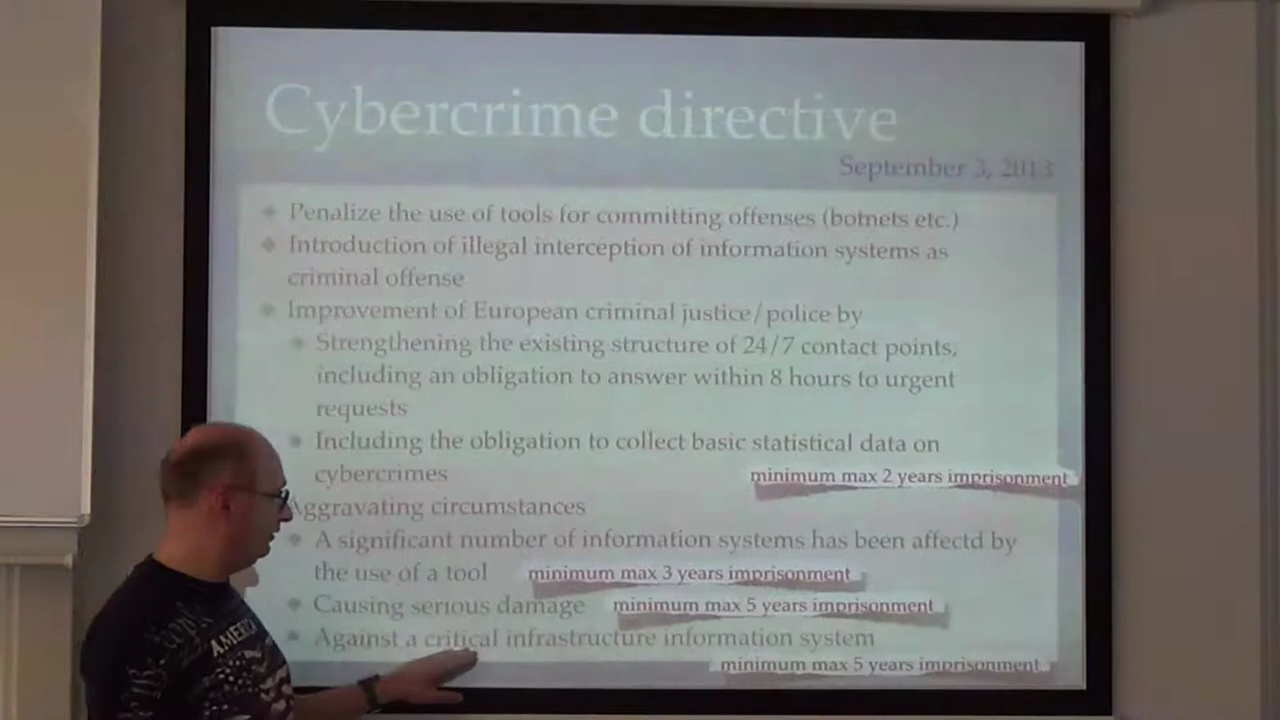 Cybercrime directive
September 3, 2013
Penalize the use of tools for committing offenses (botnets etc.)
Introduction of illegal interception of information systems as
criminal offense
Improvement of European criminal justice/police by
Strengthening the existing structure of 24/7 contact points,
including an obligation to answer within 8 hours to urgent
requests
Including the obligation to collect basic statistical data on
cybercrimes
minimum max 2 years imprisonment
Aggravating circumstances
A significant number of information systems has been affectd by
the use of a tool
minimum max 3 years imprisonment
Causing serious damage
minimum max 5 years imprisonment
Against a critical infrastructure information system
minimum max 5 years imprisonment
AMERICA